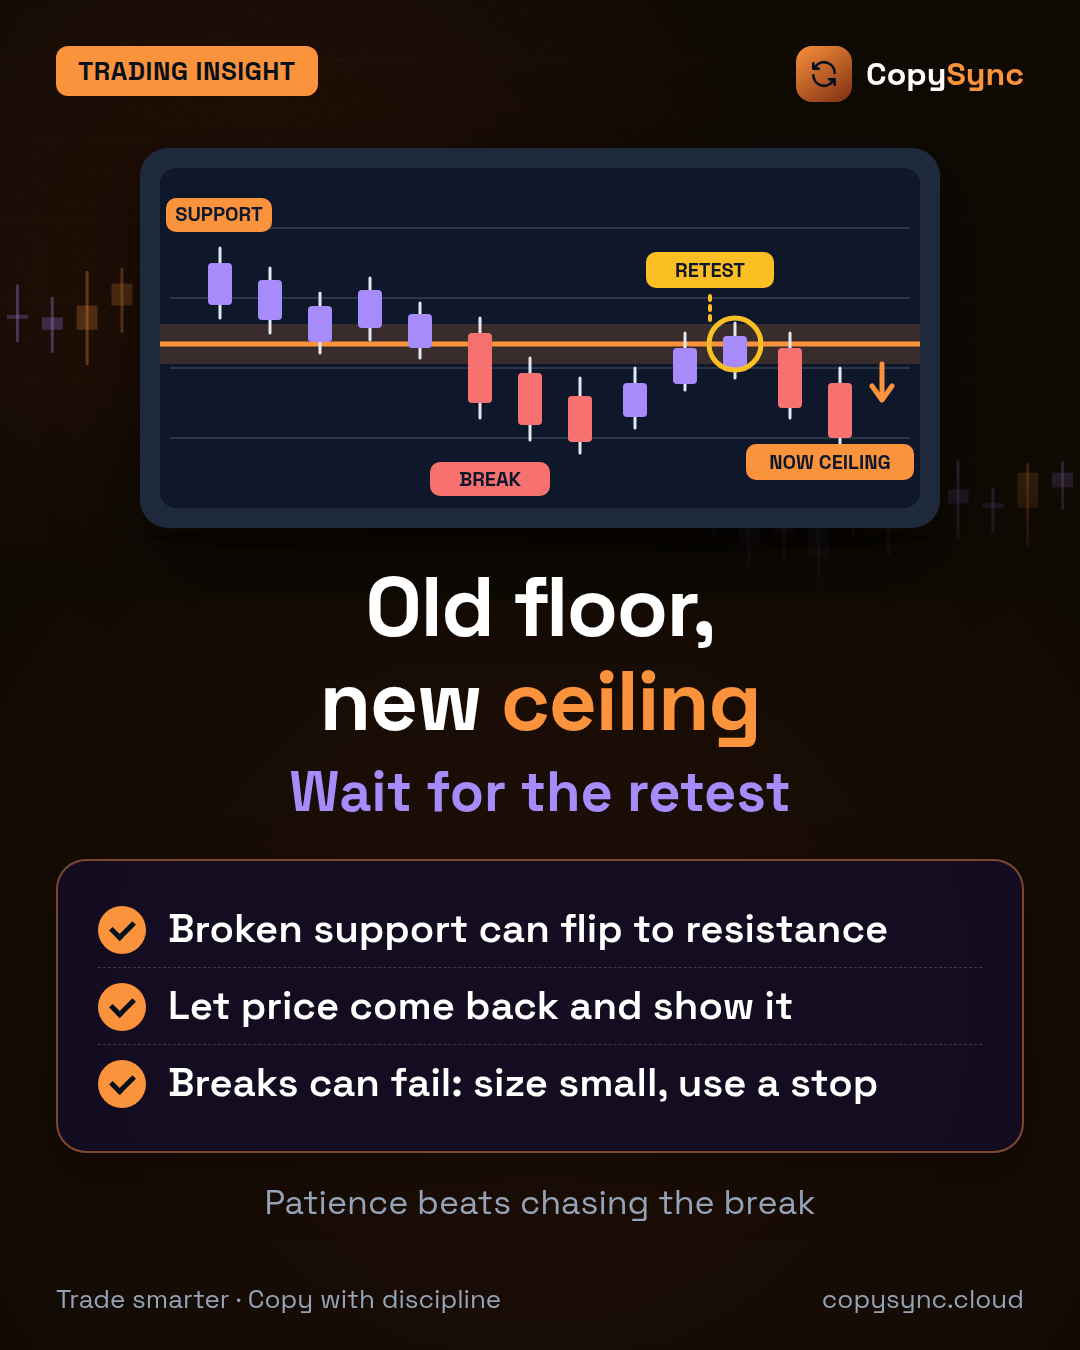 TRADING INSIGHT
CopySync
SUPPORT
RETEST
NOW CEILING
BREAK
Old floor,
new ceiling
Wait for the retest
Broken support can flip to resistance
Let price come back and show it
Breaks can fail: size small, use a stop
Patience beats chasing the break
Trade smarter · Copy with discipline
copysync.cloud